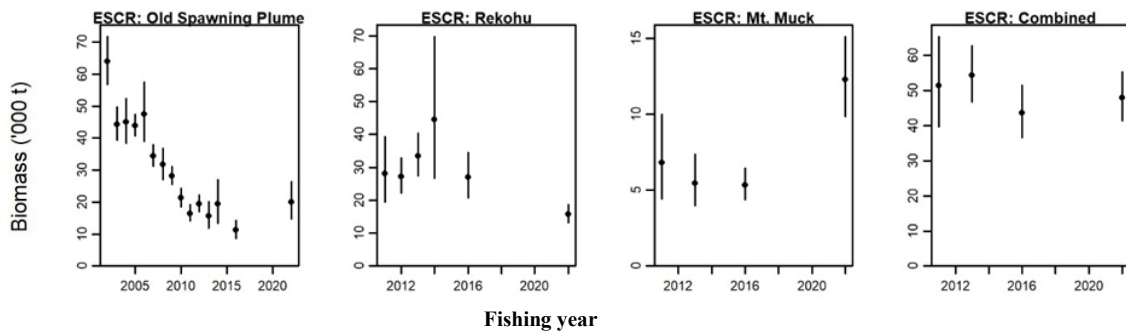 ESCR: Old Spawning Plume ESCR: Rekohu ESCR: Mt. Muck ESCR: Combined
Biomass ('000 t)
0 10 20 30 40 50 60 70
2005 2010 2015 2020
0 10 20 30 40 50 60 70
2012 2016 2020
0 5 10 15
2012 2016 2020
0 10 20 30 40 50 60
2012 2016 2020
Fishing year